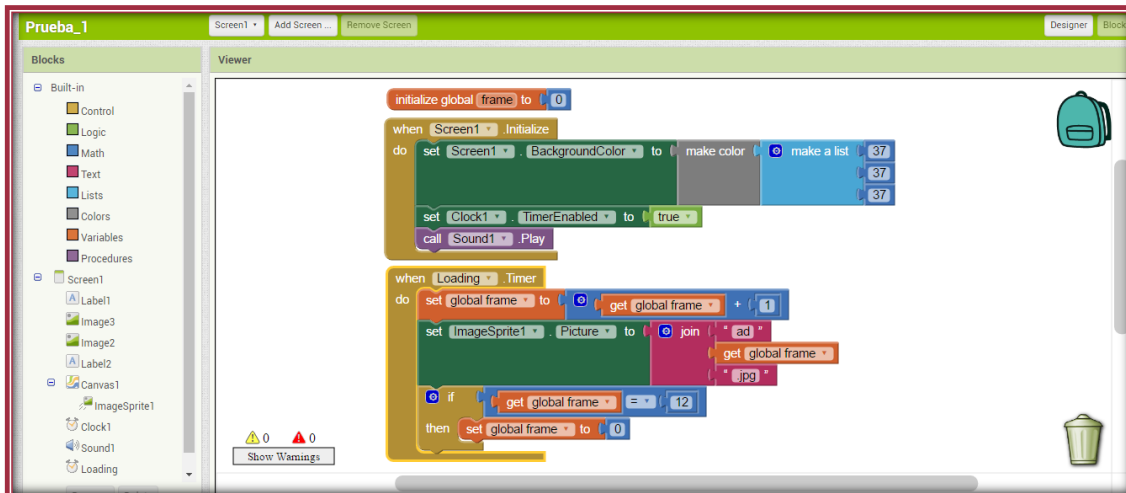 Prueba_1 Screen1 Add Screen ... Remove Screen Designer Block
Blocks Viewer
Built-in
Control
Logic
Math
Text
Lists
Colors
Variables
Procedures
Screen1
Label1
Image3
Image2
Label2
Canvas1
ImageSprite1
Clock1
Sound1
Loading
initialize global frame to 0
when Screen1 .Initialize
do set Screen1 . BackgroundColor to make color make a list 37
37
37
set Clock1 . TimerEnabled to true
call Sound1 .Play
when Loading .Timer
do set global frame to get global frame + 1
set ImageSprite1 . Picture to join " ad "
get global frame
" .jpg "
if get global frame = 12
then set global frame to 0
0 0
Show Warnings